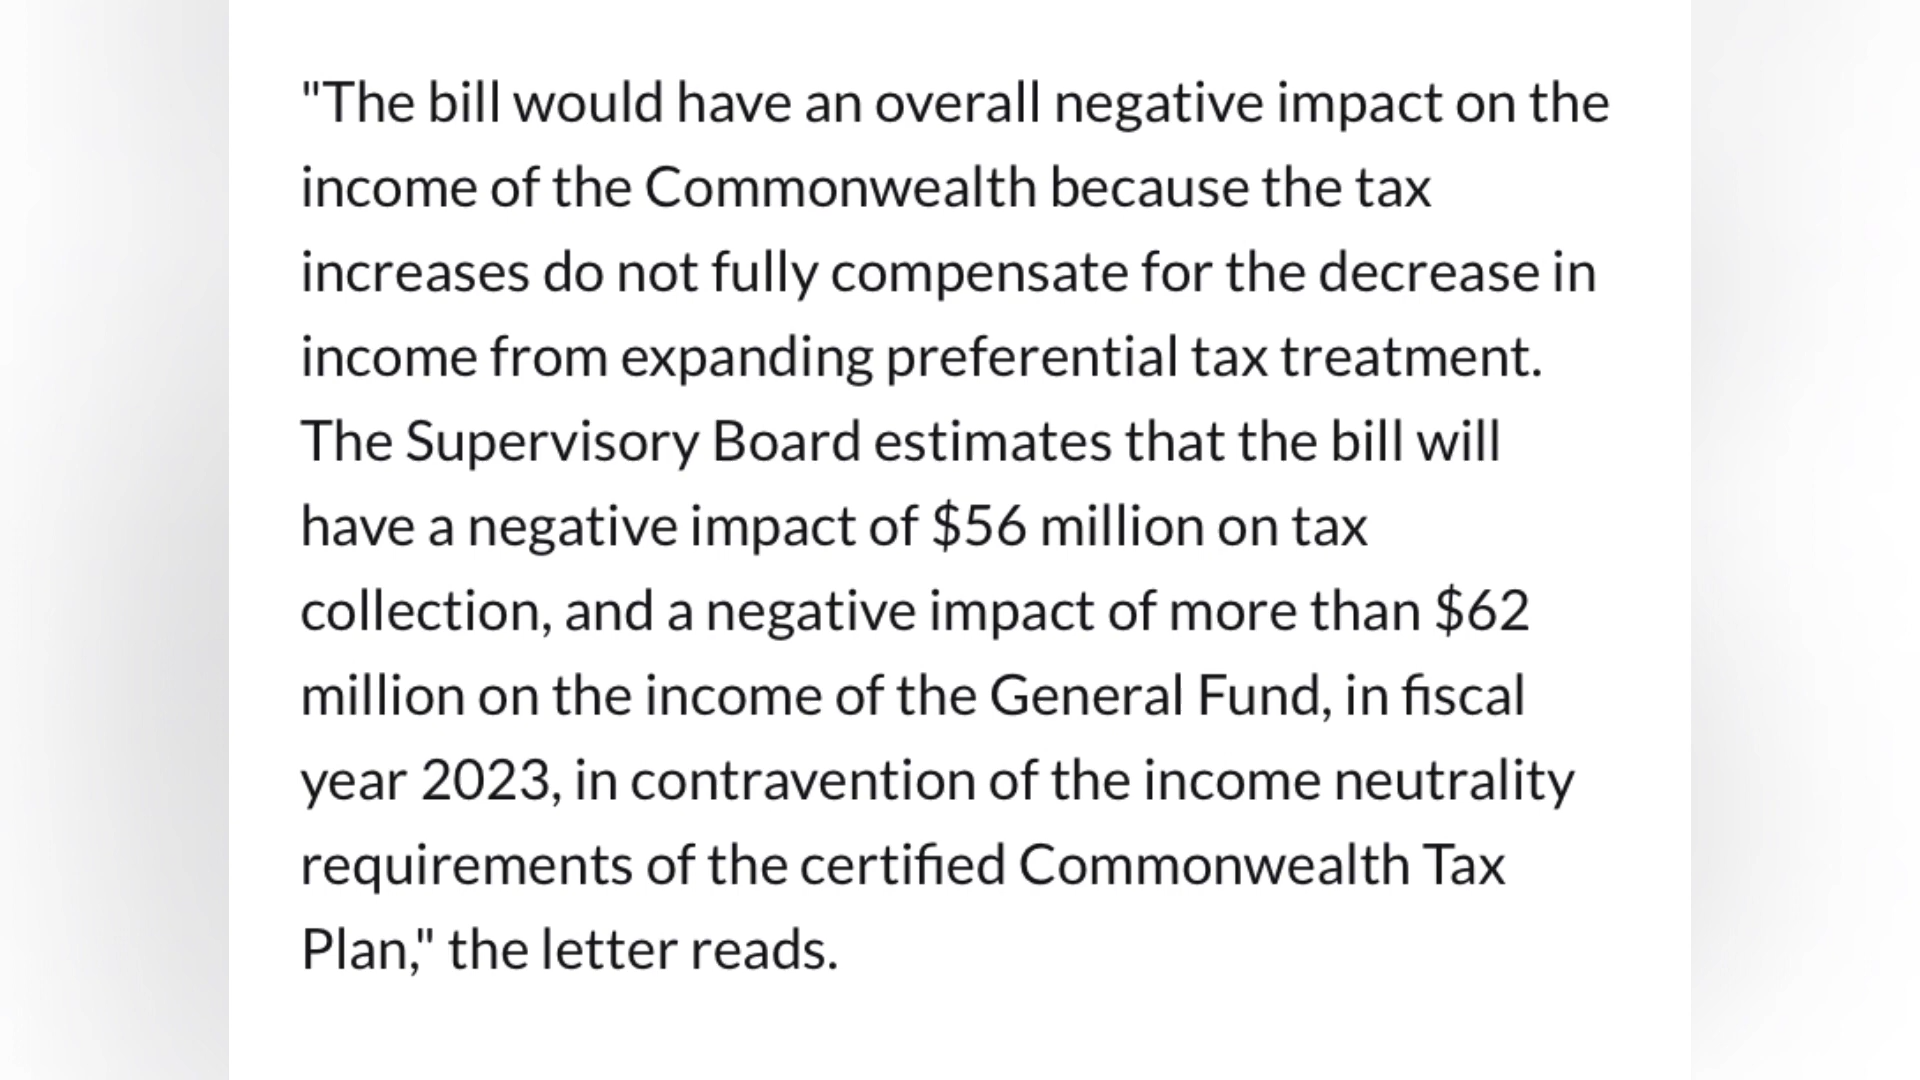 "The bill would have an overall negative impact on the
income of the Commonwealth because the tax
increases do not fully compensate for the decrease in
income from expanding preferential tax treatment.
The Supervisory Board estimates that the bill will
have a negative impact of $56 million on tax
collection, and a negative impact of more than $62
million on the income of the General Fund, in fiscal
year 2023, in contravention of the income neutrality
requirements of the certified Commonwealth Tax
Plan," the letter reads.